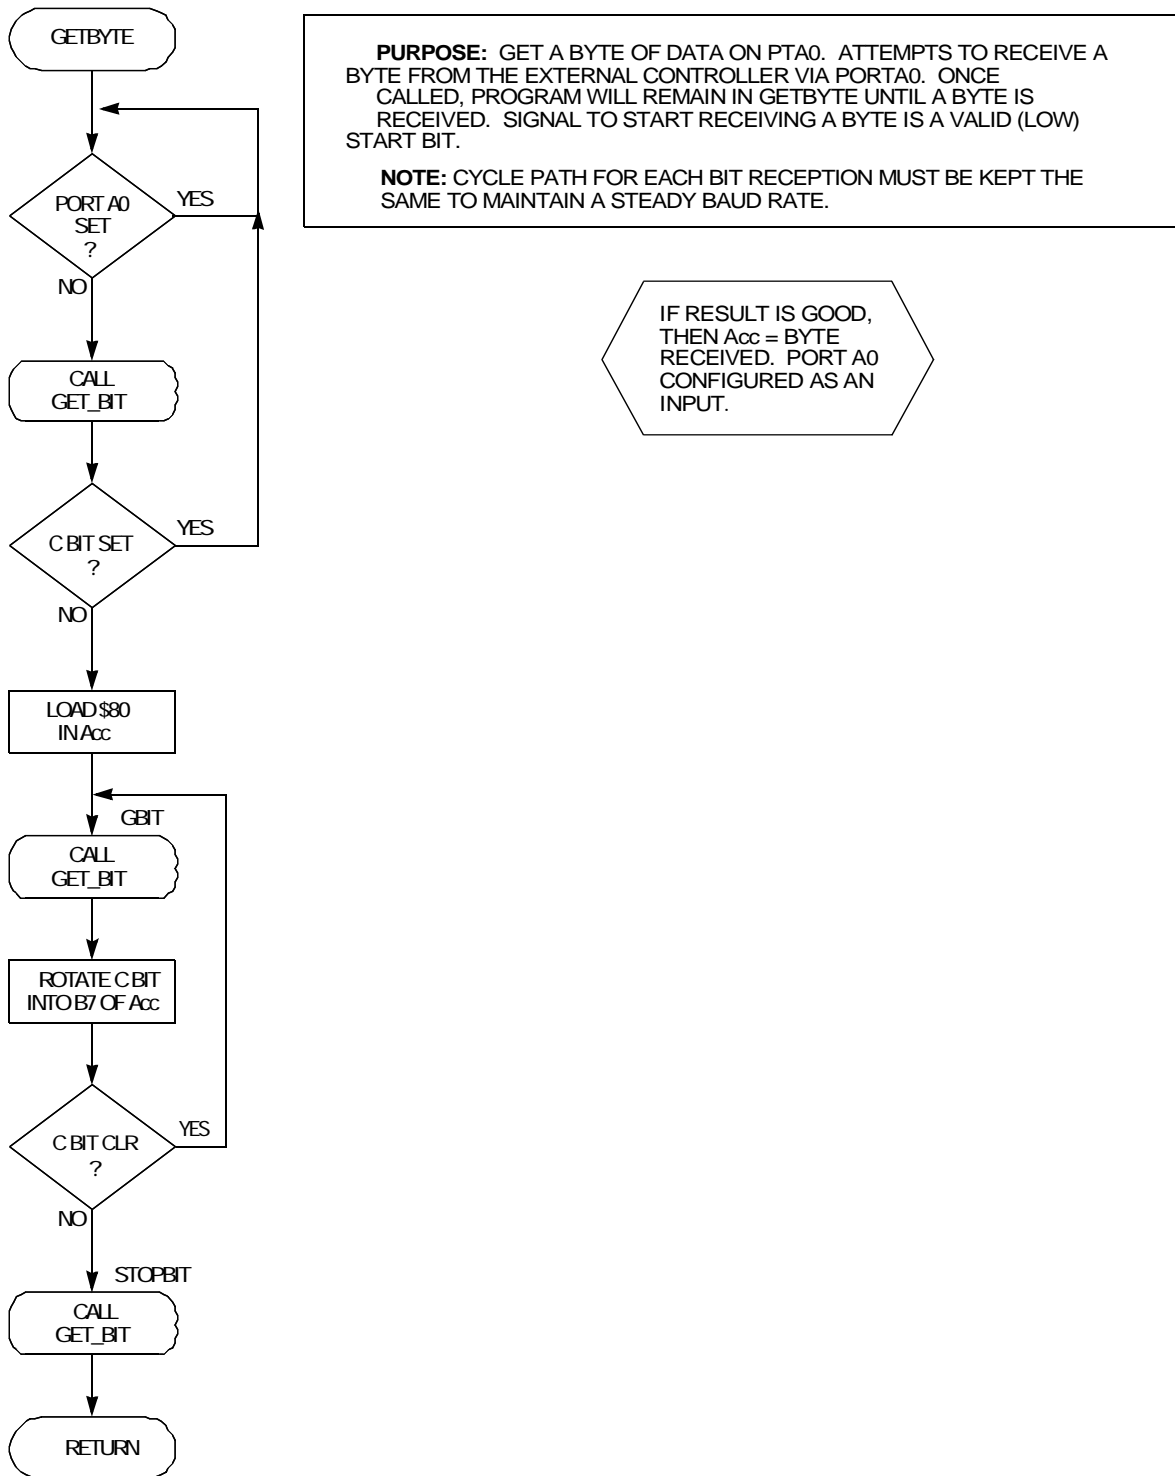 GETBYTE
PURPOSE: GET A BYTE OF DATA ON PTA0. ATTEMPTS TO RECEIVE A
BYTE FROM THE EXTERNAL CONTROLLER VIA PORTA0. ONCE
CALLED, PROGRAM WILL REMAIN IN GETBYTE UNTIL A BYTE IS
RECEIVED. SIGNAL TO START RECEIVING A BYTE IS A VALID (LOW)
START BIT.
NOTE: CYCLE PATH FOR EACH BIT RECEPTION MUST BE KEPT THE
SAME TO MAINTAIN A STEADY BAUD RATE.
PORT A0
SET
?
YES
NO
IF RESULT IS GOOD,
THEN Acc = BYTE
RECEIVED. PORT A0
CONFIGURED AS AN
INPUT.
CALL
GET_BIT
C BIT SET
?
YES
NO
LOAD $80
IN Acc
GBIT
CALL
GET_BIT
ROTATE C BIT
INTO B7 OF Acc
C BIT CLR
?
YES
NO
STOPBIT
CALL
GET_BIT
RETURN